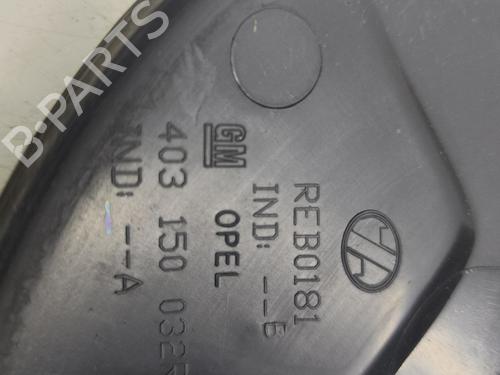 REB0181
IND: --B
GM OPEL
403 150 032
IND: --A
B-PARTS